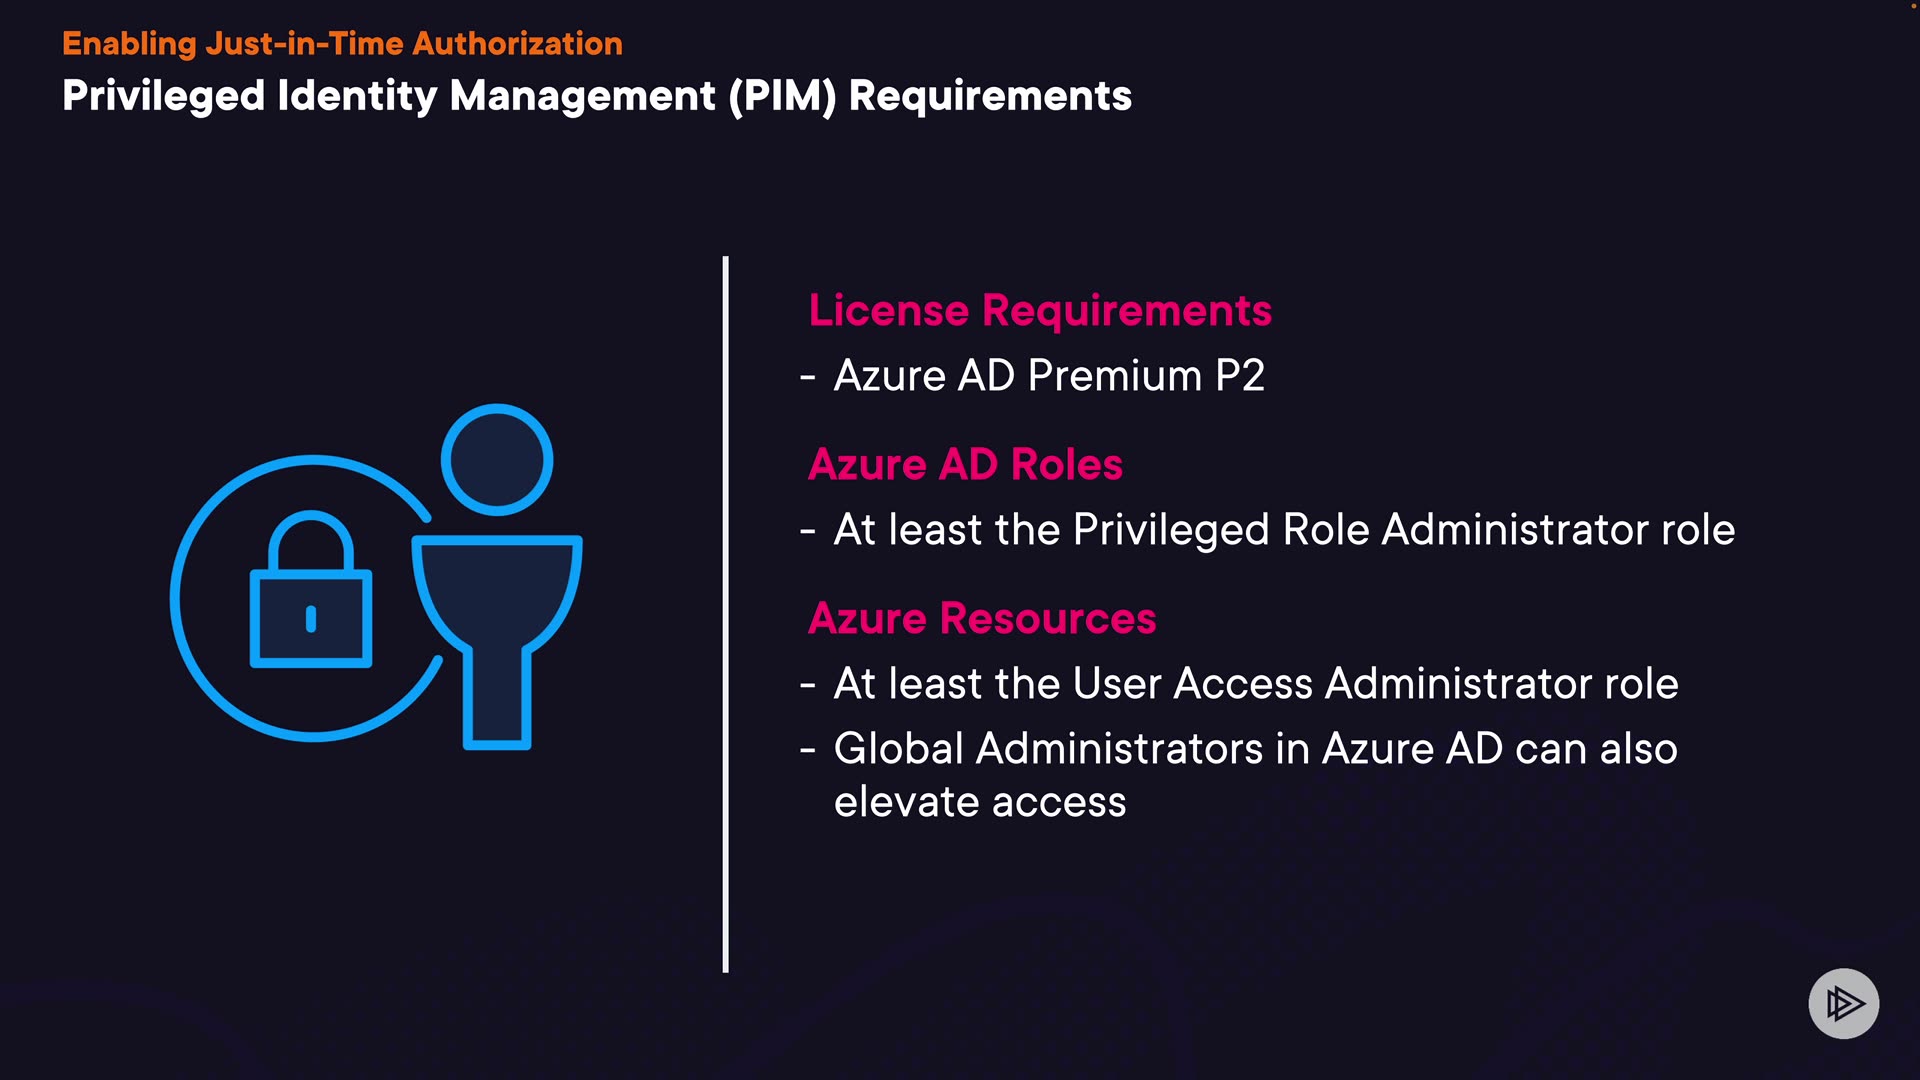 Enabling Just-in-Time Authorization
Privileged Identity Management (PIM) Requirements
License Requirements
- Azure AD Premium P2
Azure AD Roles
- At least the Privileged Role Administrator role
Azure Resources
- At least the User Access Administrator role
- Global Administrators in Azure AD can also
elevate access